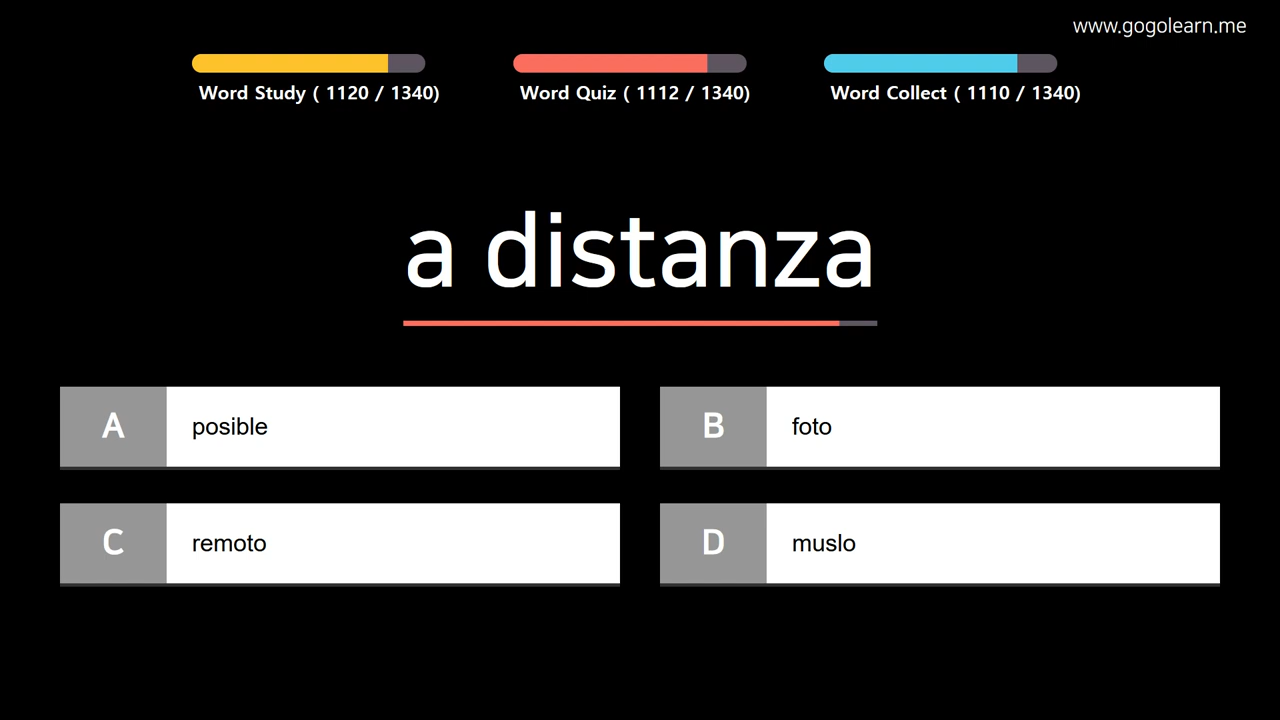 www.gogolearn.me
Word Study ( 1120 / 1340)
Word Quiz ( 1112 / 1340)
Word Collect ( 1110 / 1340)
a distanza
A posible
B foto
C remoto
D muslo